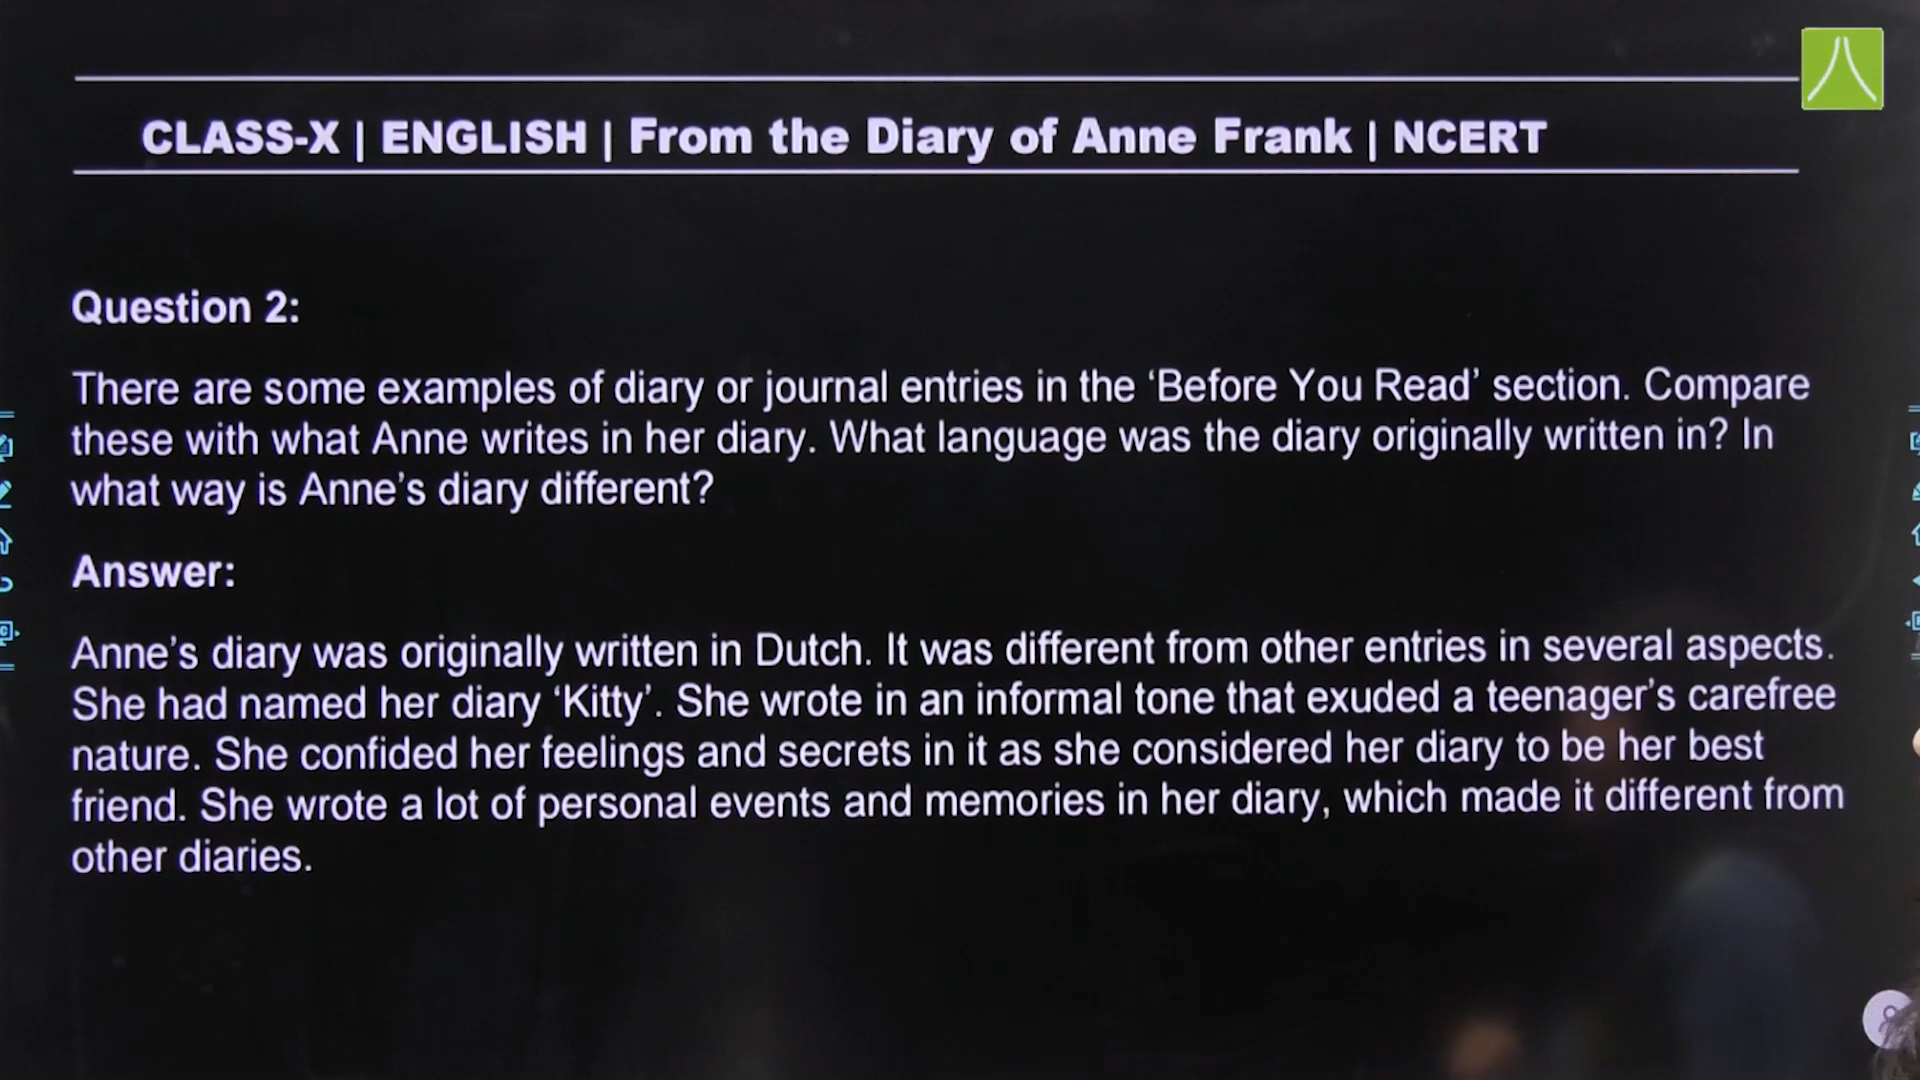 CLASS-X | ENGLISH | From the Diary of Anne Frank | NCERT
Question 2:
There are some examples of diary or journal entries in the ‘Before You Read’ section. Compare
these with what Anne writes in her diary. What language was the diary originally written in? In
what way is Anne’s diary different?
Answer:
Anne’s diary was originally written in Dutch. It was different from other entries in several aspects.
She had named her diary ‘Kitty’. She wrote in an informal tone that exuded a teenager’s carefree
nature. She confided her feelings and secrets in it as she considered her diary to be her best
friend. She wrote a lot of personal events and memories in her diary, which made it different from
other diaries.